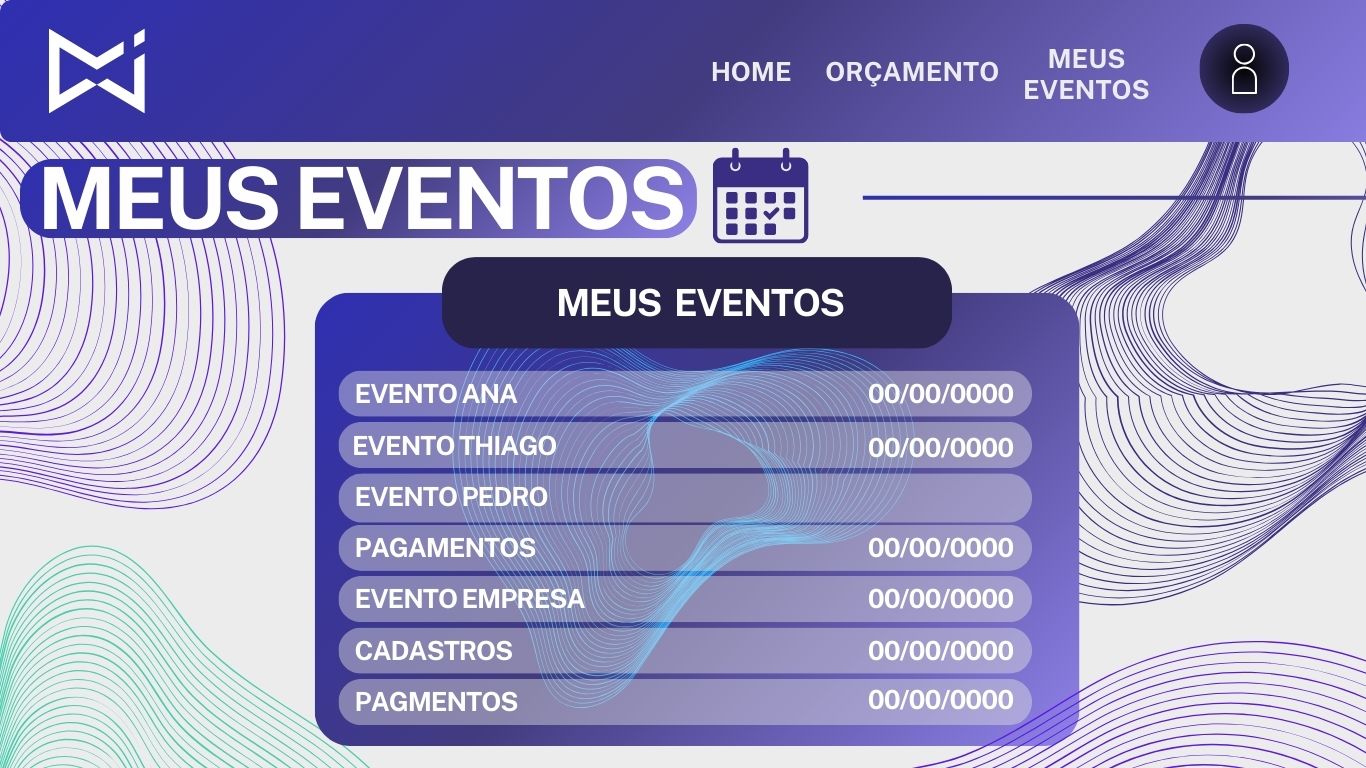 HOME ORÇAMENTO MEUS
EVENTOS
MEUS EVENTOS
MEUS EVENTOS
EVENTO ANA 00/00/0000
EVENTO THIAGO 00/00/0000
EVENTO PEDRO
PAGAMENTOS 00/00/0000
EVENTO EMPRESA 00/00/0000
CADASTROS 00/00/0000
PAGMENTOS 00/00/0000